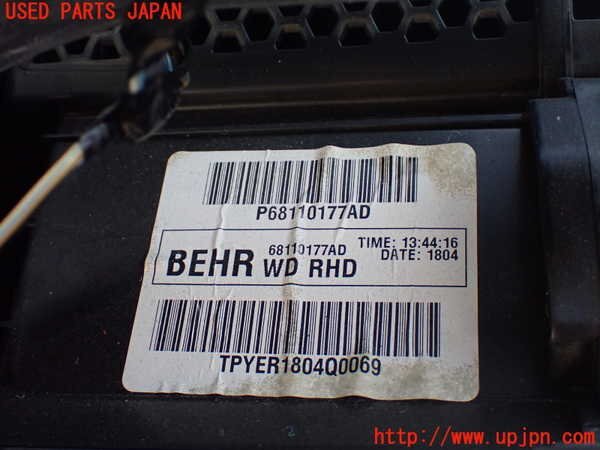 USED PARTS JAPAN
P68110177AD
BEHR
68110177AD
WD RHD
TIME: 13:44:16
DATE: 1804
TPYER1804Q0069
http://www.upjpn.com